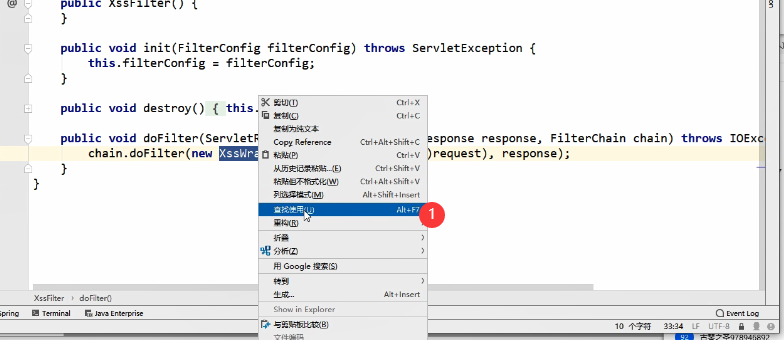 @
public XssFilter() {
}
public void init(FilterConfig filterConfig) throws ServletException {
this.filterConfig = filterConfig;
}
public void destroy() { this.
public void doFilter(ServletR
esponse response, FilterChain chain) throws IOExce
chain.doFilter(new XssWra
)request), response);
}
}
剪切(T) Ctrl+X
复制(C) Ctrl+C
复制为纯文本
Copy Reference Ctrl+Alt+Shift+C
粘贴(P) Ctrl+V
从历史记录粘贴...(E) Ctrl+Shift+V
粘贴但不格式化(W) Ctrl+Alt+Shift+V
列选择模式(M) Alt+Shift+Insert
查找使用(U) Alt+F7
1
重构(R)
折叠
分析(Z)
用 Google 搜索(S)
转到
生成... Alt+Insert
Show in Explorer
与剪贴板比较(B)
文件编码
XssFilter > doFilter()
Spring Terminal Java Enterprise Event Log
10 个字符 33:34 LF UTF-8